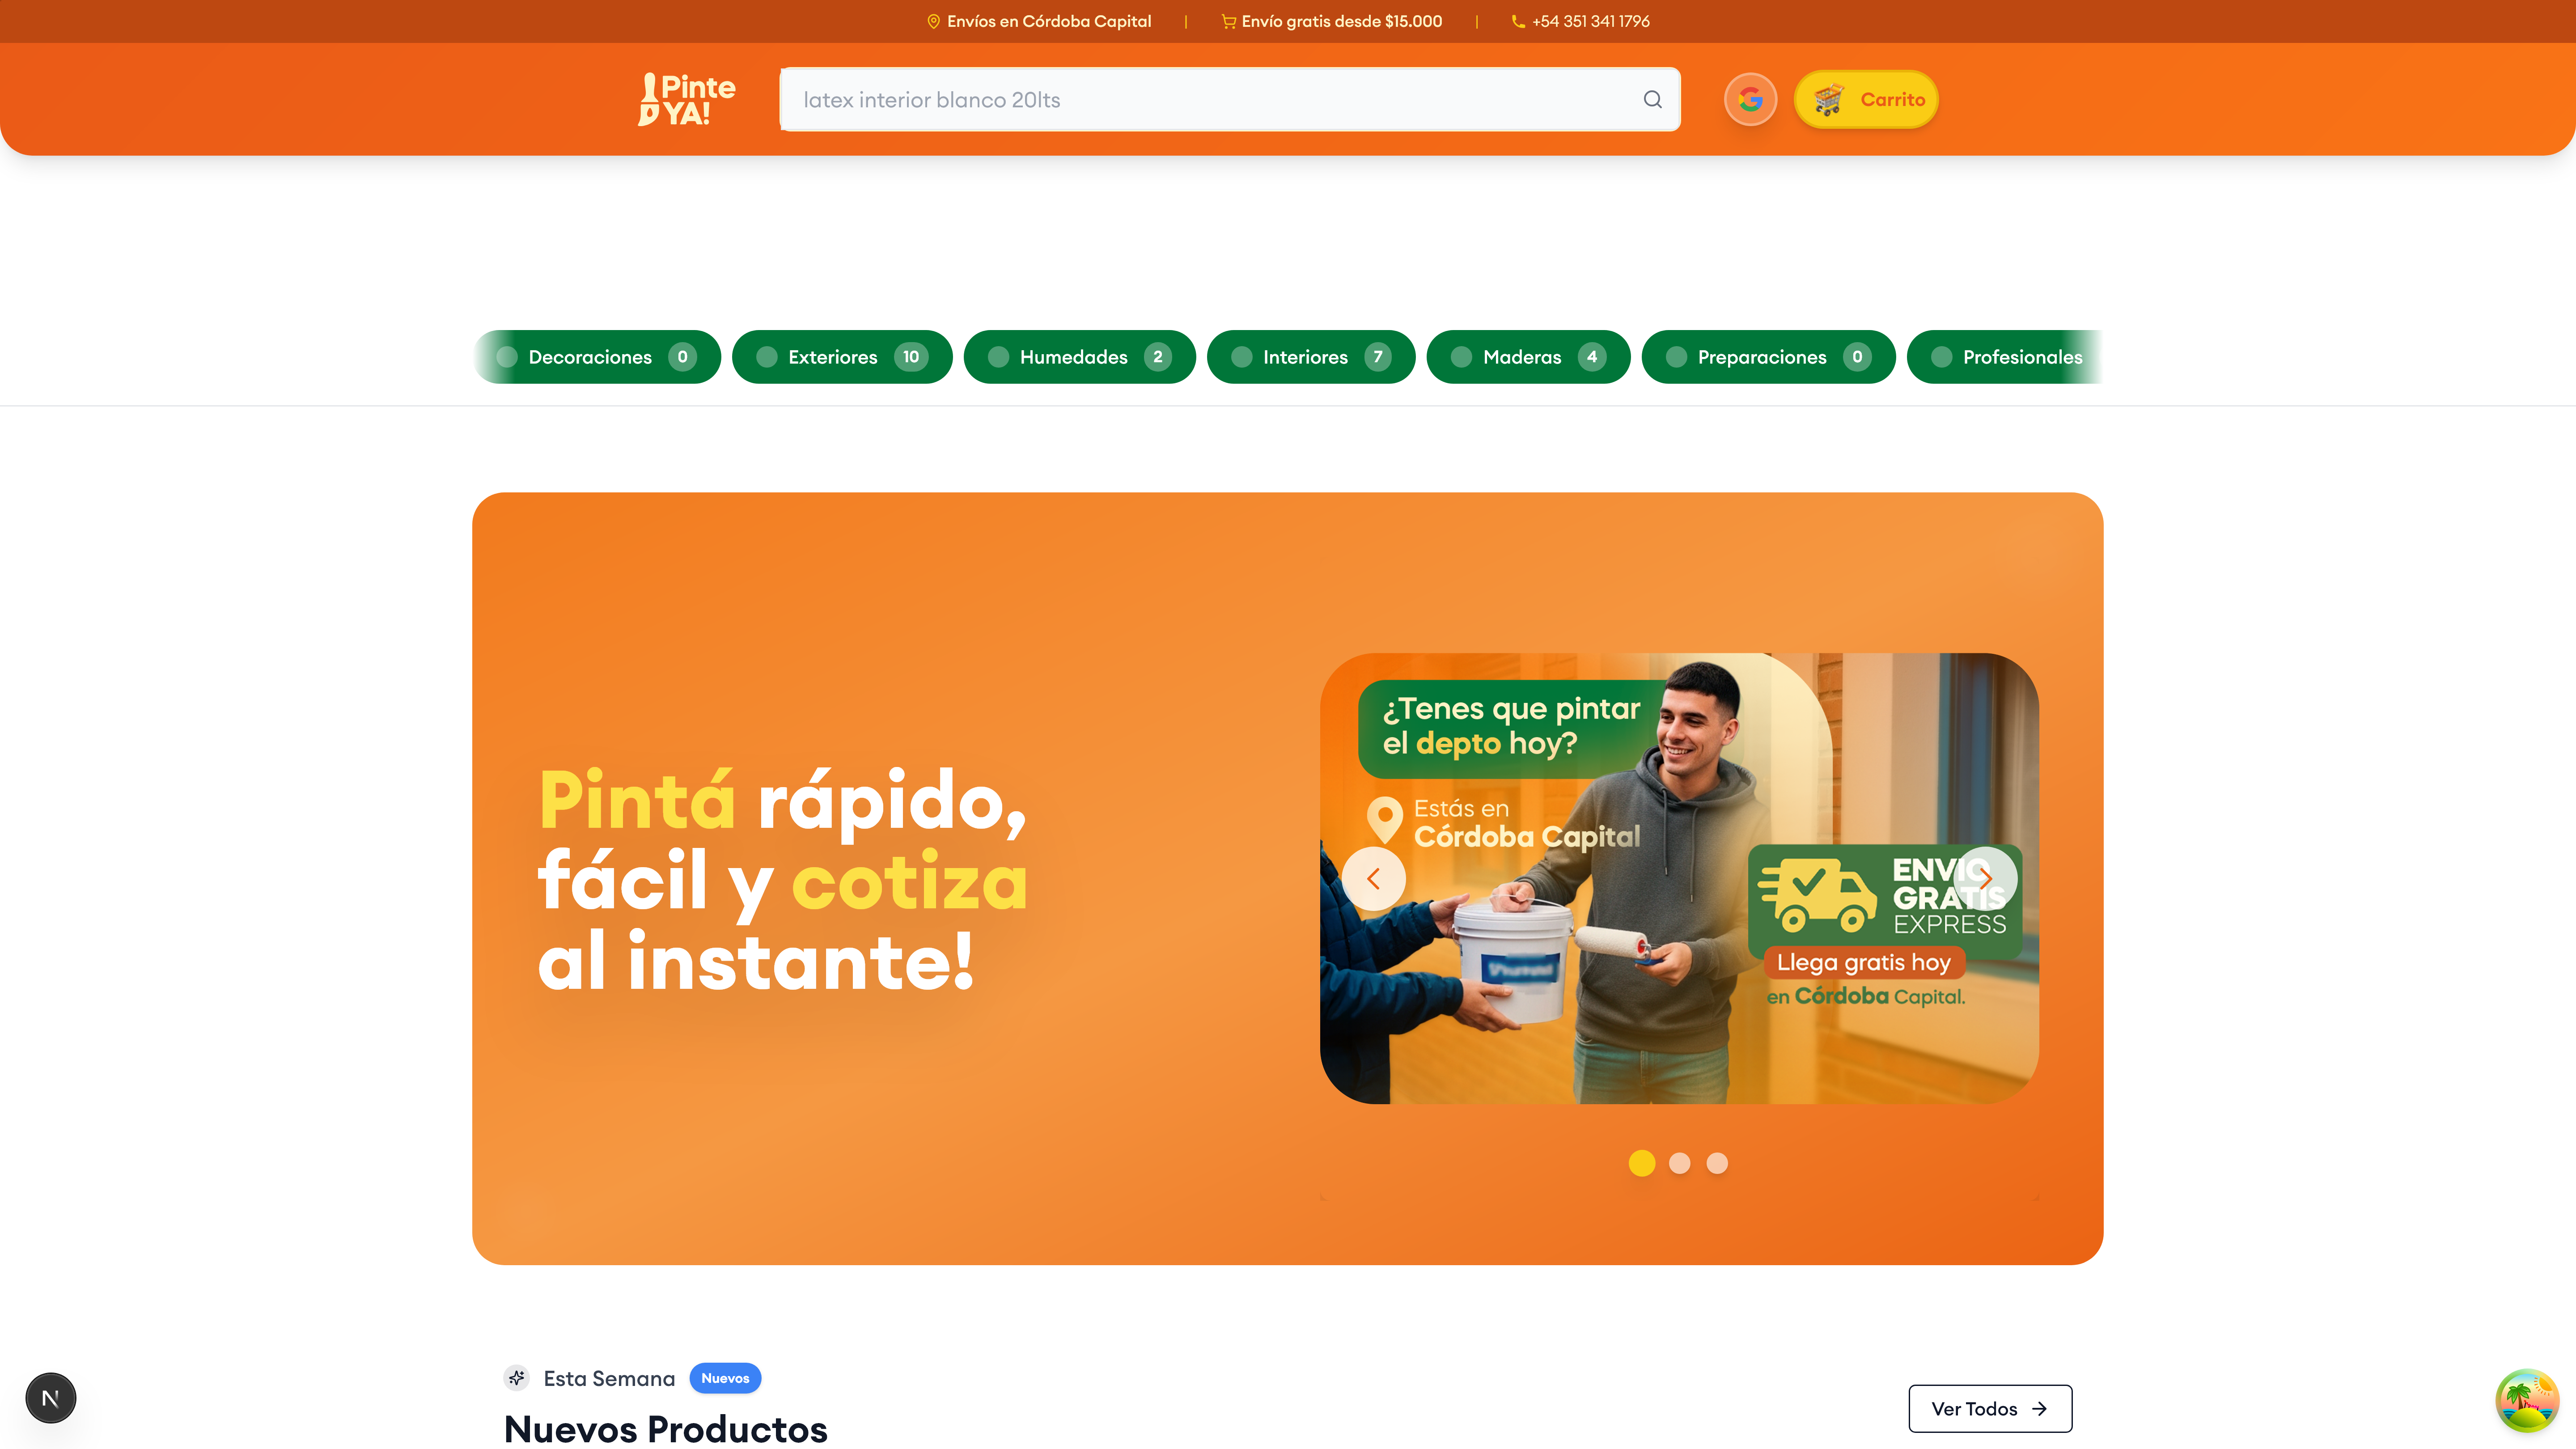 Envíos en Córdoba Capital | Envío gratis desde $15.000 | +54 351 341 1796
Pinte
YA!
latex interior blanco 20lts
Carrito
Decoraciones 0 Exteriores 10 Humedades 2 Interiores 7 Maderas 4 Preparaciones 0 Profesionales
Pintá rápido,
fácil y cotiza
al instante!
¿Tenes que pintar
el depto hoy?
Estás en
Córdoba Capital
ENVIO
GRATIS
EXPRESS
Llega gratis hoy
en Córdoba Capital.
Esta Semana Nuevos
Nuevos Productos
Ver Todos
N